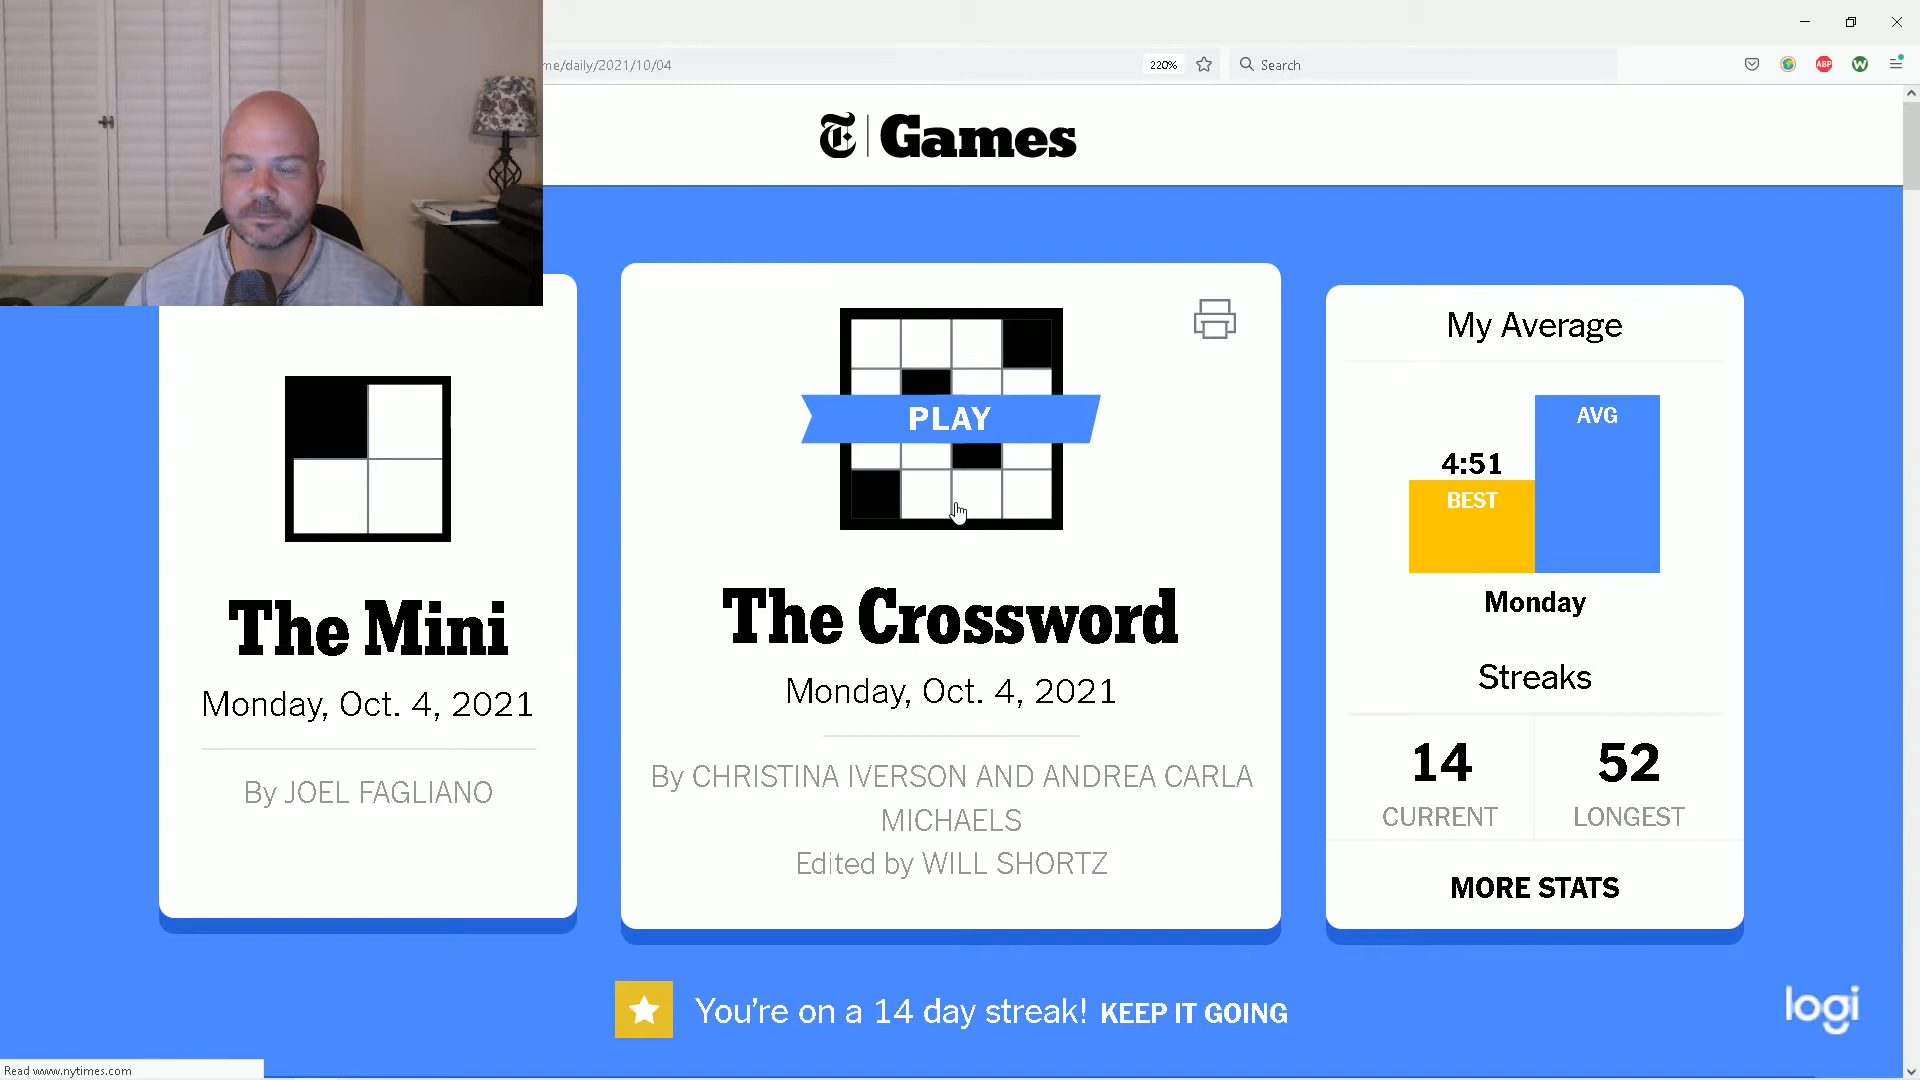 me/daily/2021/10/04
220%
Search
ABP
W
T Games
PLAY
The Mini
Monday, Oct. 4, 2021
By JOEL FAGLIANO
The Crossword
Monday, Oct. 4, 2021
By CHRISTINA IVERSON AND ANDREA CARLA
MICHAELS
Edited by WILL SHORTZ
My Average
AVG
4:51
BEST
Monday
Streaks
14
CURRENT
52
LONGEST
MORE STATS
You're on a 14 day streak! KEEP IT GOING
logi
Read www.nytimes.com